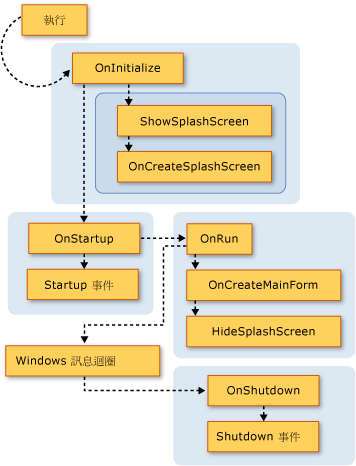 執行
OnInitialize
ShowSplashScreen
OnCreateSplashScreen
OnStartup
Startup 事件
OnRun
OnCreateMainForm
HideSplashScreen
Windows 訊息迴圈
OnShutdown
Shutdown 事件